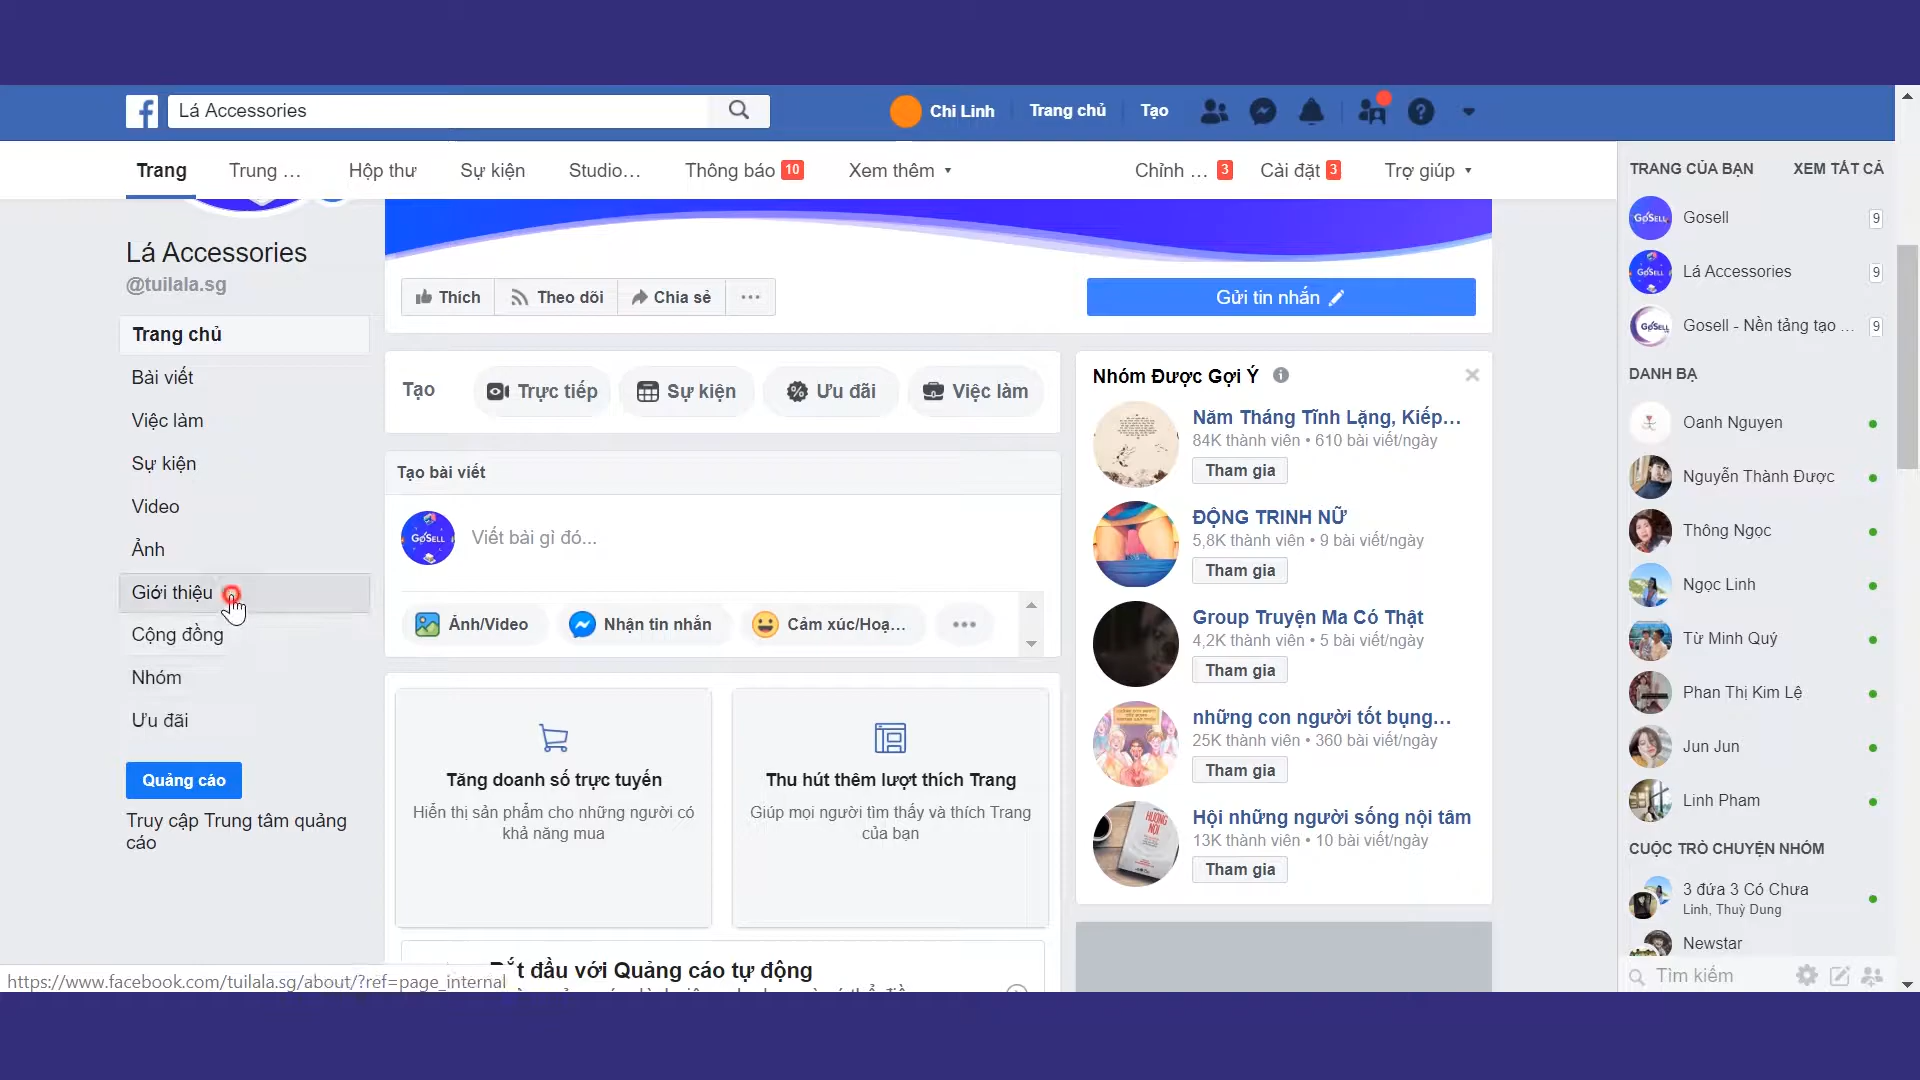 Lá Accessories
Chi Linh
Trang chủ
Tạo
Trang
Trung ...
Hộp thư
Sự kiện
Studio...
Thông báo 10
Xem thêm
Chỉnh ... 3
Cài đặt 3
Trợ giúp
Lá Accessories
@tuilala.sg
Trang chủ
Bài viết
Việc làm
Sự kiện
Video
Ảnh
Giới thiệu
Cộng đồng
Nhóm
Ưu đãi
Quảng cáo
Truy cập Trung tâm quảng
cáo
Thích
Theo dõi
Chia sẻ
Gửi tin nhắn
Tạo
Trực tiếp
Sự kiện
Ưu đãi
Việc làm
Tạo bài viết
GoSELL
Viết bài gì đó...
Ảnh/Video
Nhận tin nhắn
Cảm xúc/Hoạ...
Tăng doanh số trực tuyến
Hiển thị sản phẩm cho những người có
khả năng mua
Thu hút thêm lượt thích Trang
Giúp mọi người tìm thấy và thích Trang
của bạn
đầu với Quảng cáo tự động
Nhóm Được Gợi Ý
Năm Tháng Tĩnh Lặng, Kiếp...
84K thành viên • 610 bài viết/ngày
Tham gia
ĐỘNG TRINH NỮ
5,8K thành viên • 9 bài viết/ngày
Tham gia
Group Truyện Ma Có Thật
4,2K thành viên • 5 bài viết/ngày
Tham gia
những con người tốt bụng...
25K thành viên • 360 bài viết/ngày
Tham gia
HƯỚNG
NỘI
Hội những người sống nội tâm
13K thành viên • 10 bài viết/ngày
Tham gia
TRANG CỦA BẠN
XEM TẤT CẢ
GoSELL
Gosell 9
GoSELL
Lá Accessories 9
GoSELL
Gosell - Nền tảng tạo ... 9
DANH BẠ
Oanh Nguyen
Nguyễn Thành Được
Thông Ngọc
Ngọc Linh
Từ Minh Quý
Phan Thị Kim Lệ
Jun Jun
Linh Pham
CUỘC TRÒ CHUYỆN NHÓM
3 đứa 3 Có Chưa
Linh, Thuỳ Dung
Newstar
Tìm kiếm
https://www.facebook.com/tuilala.sg/about/?ref=page_internal